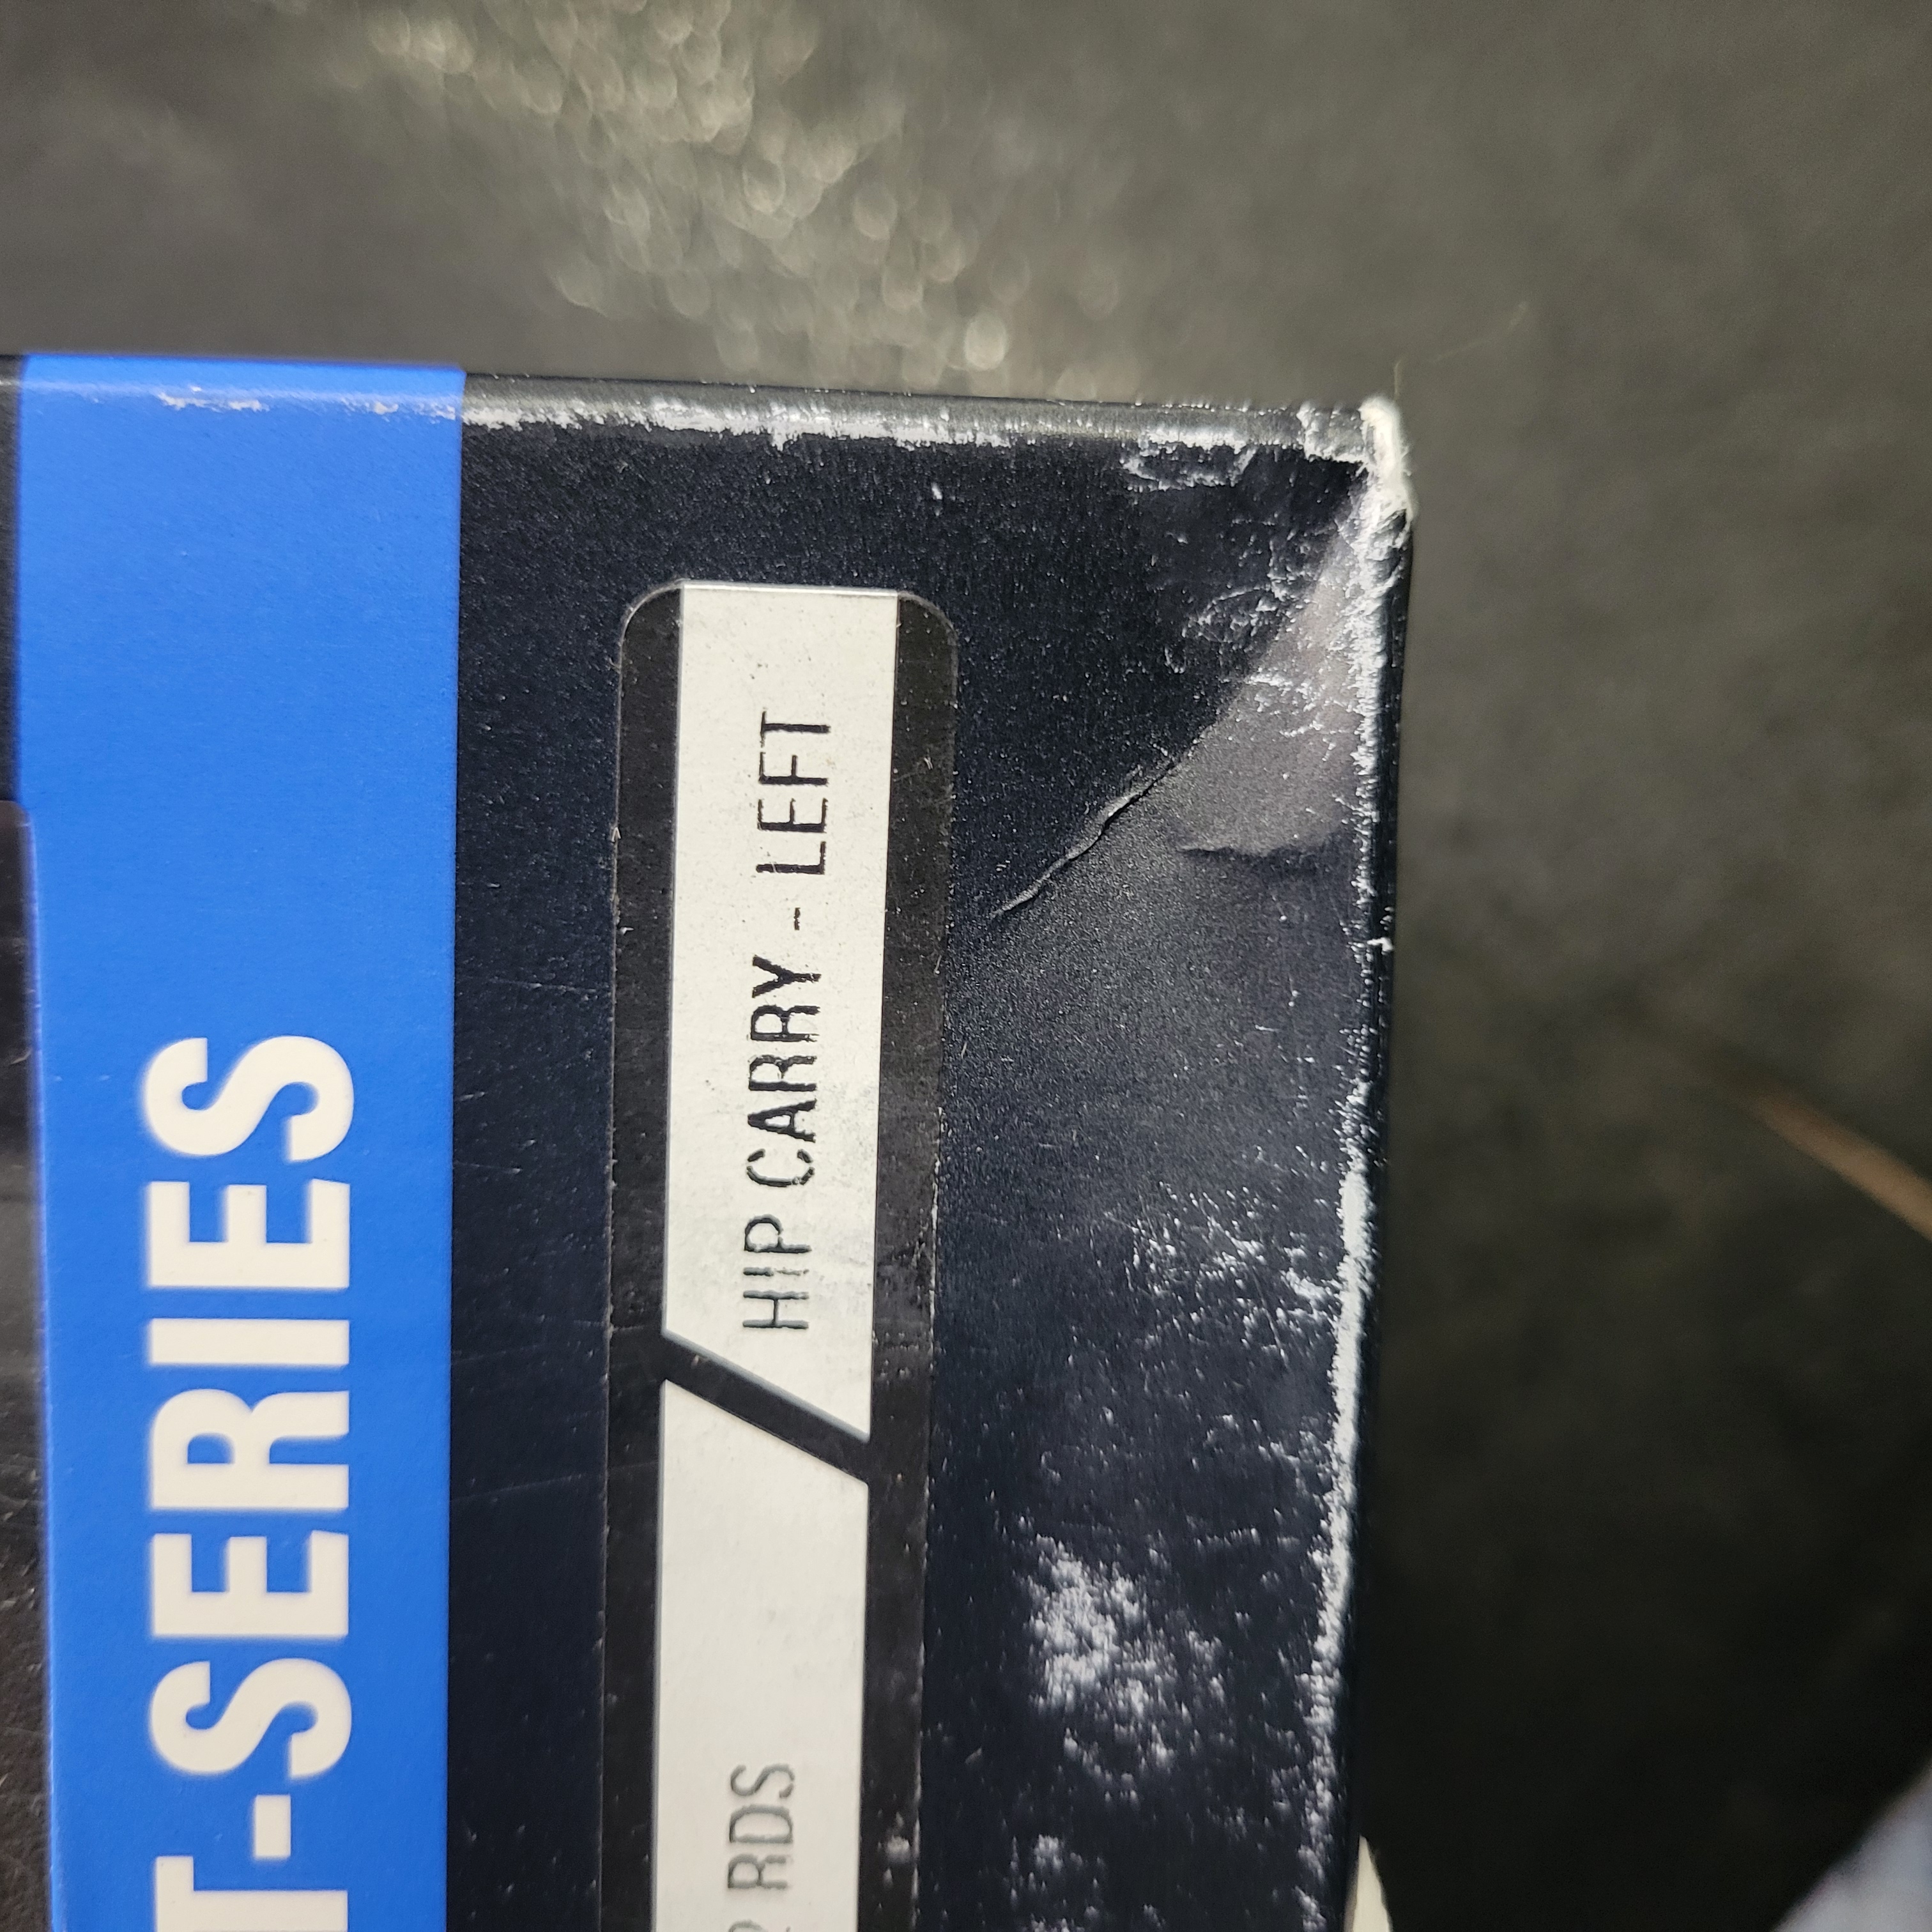 T-SERIES
HIP CARRY - LEFT
RDS